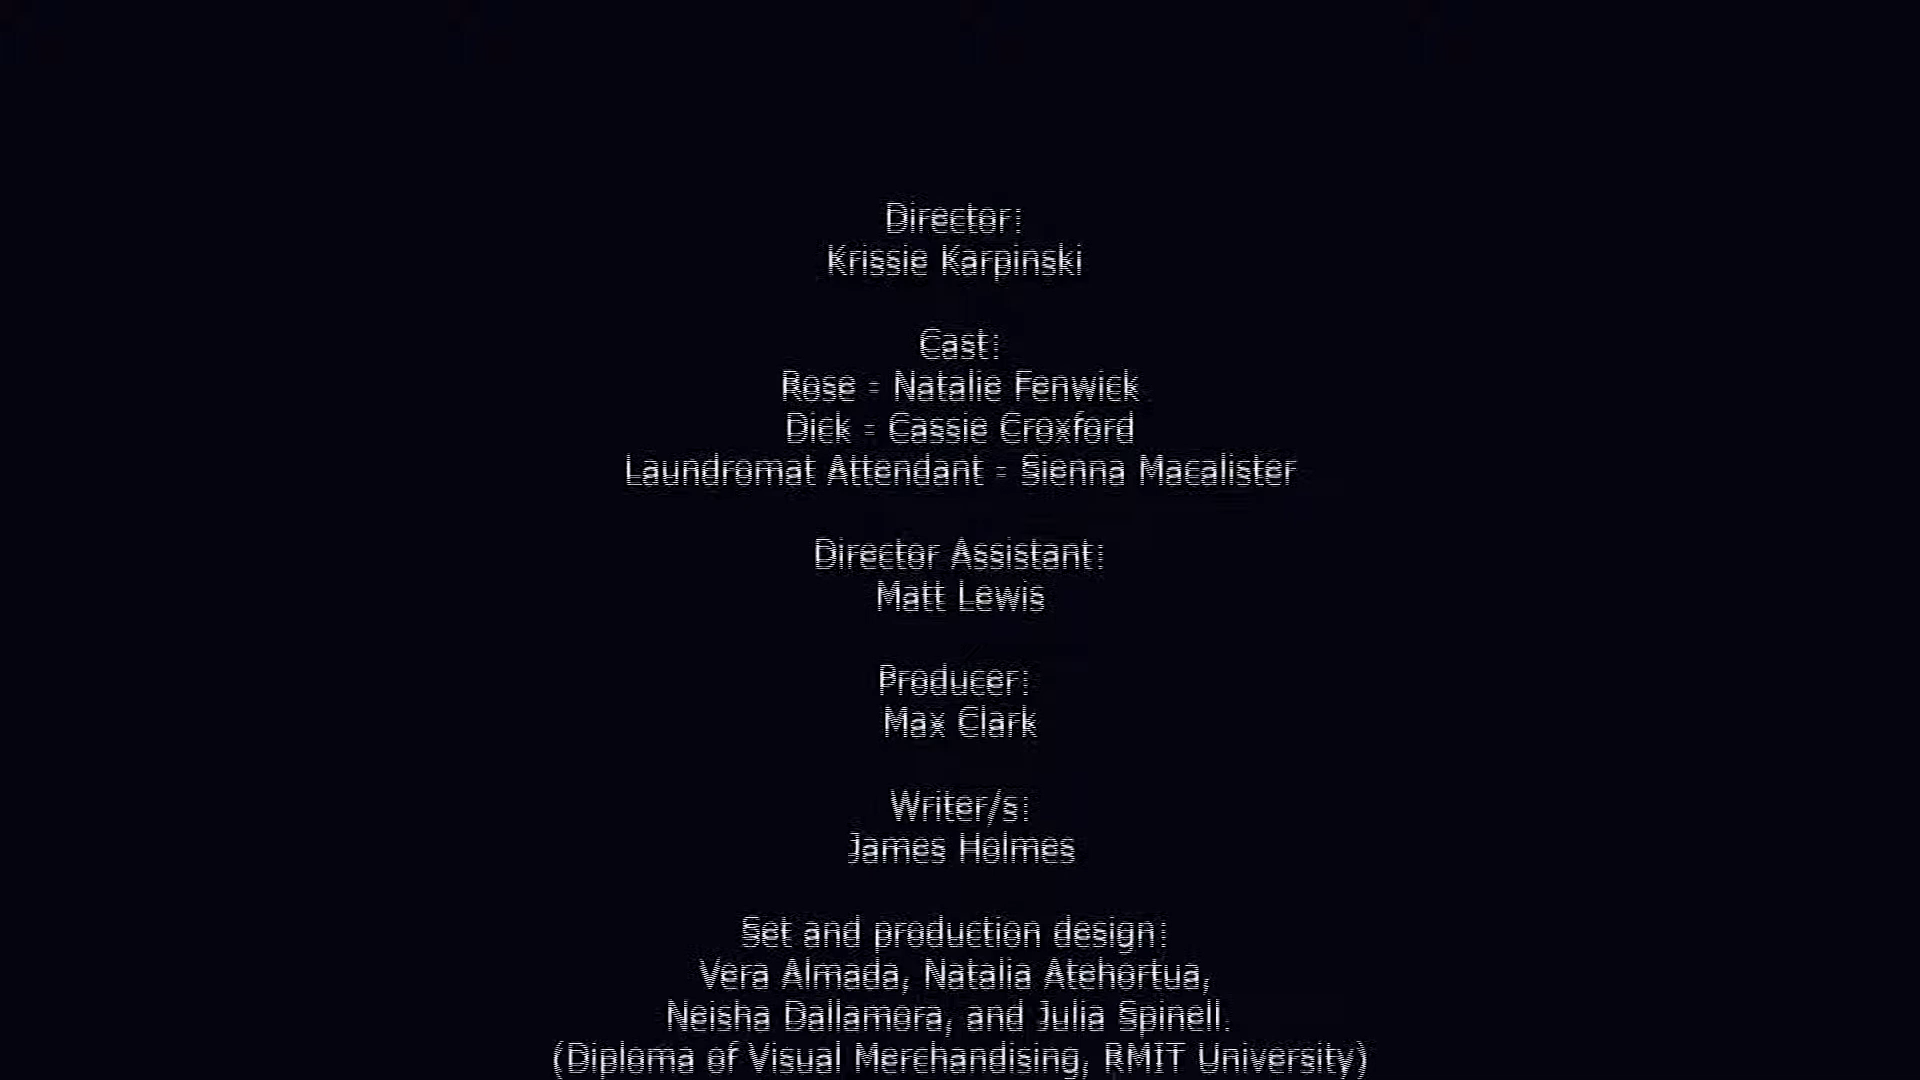 Director:
Krissie Karpinski
Cast:
Rose - Natalie Fenwick
Dick - Cassie Croxford
Laundromat Attendant - Sienna Macalister
Director Assistant:
Matt Lewis
Producer:
Max Clark
Writer/s:
James Holmes
Set and production design:
Vera Almada, Natalia Atehortua,
Neisha Dallamora, and Julia Spinell.
(Diploma of Visual Merchandising, RMIT University)